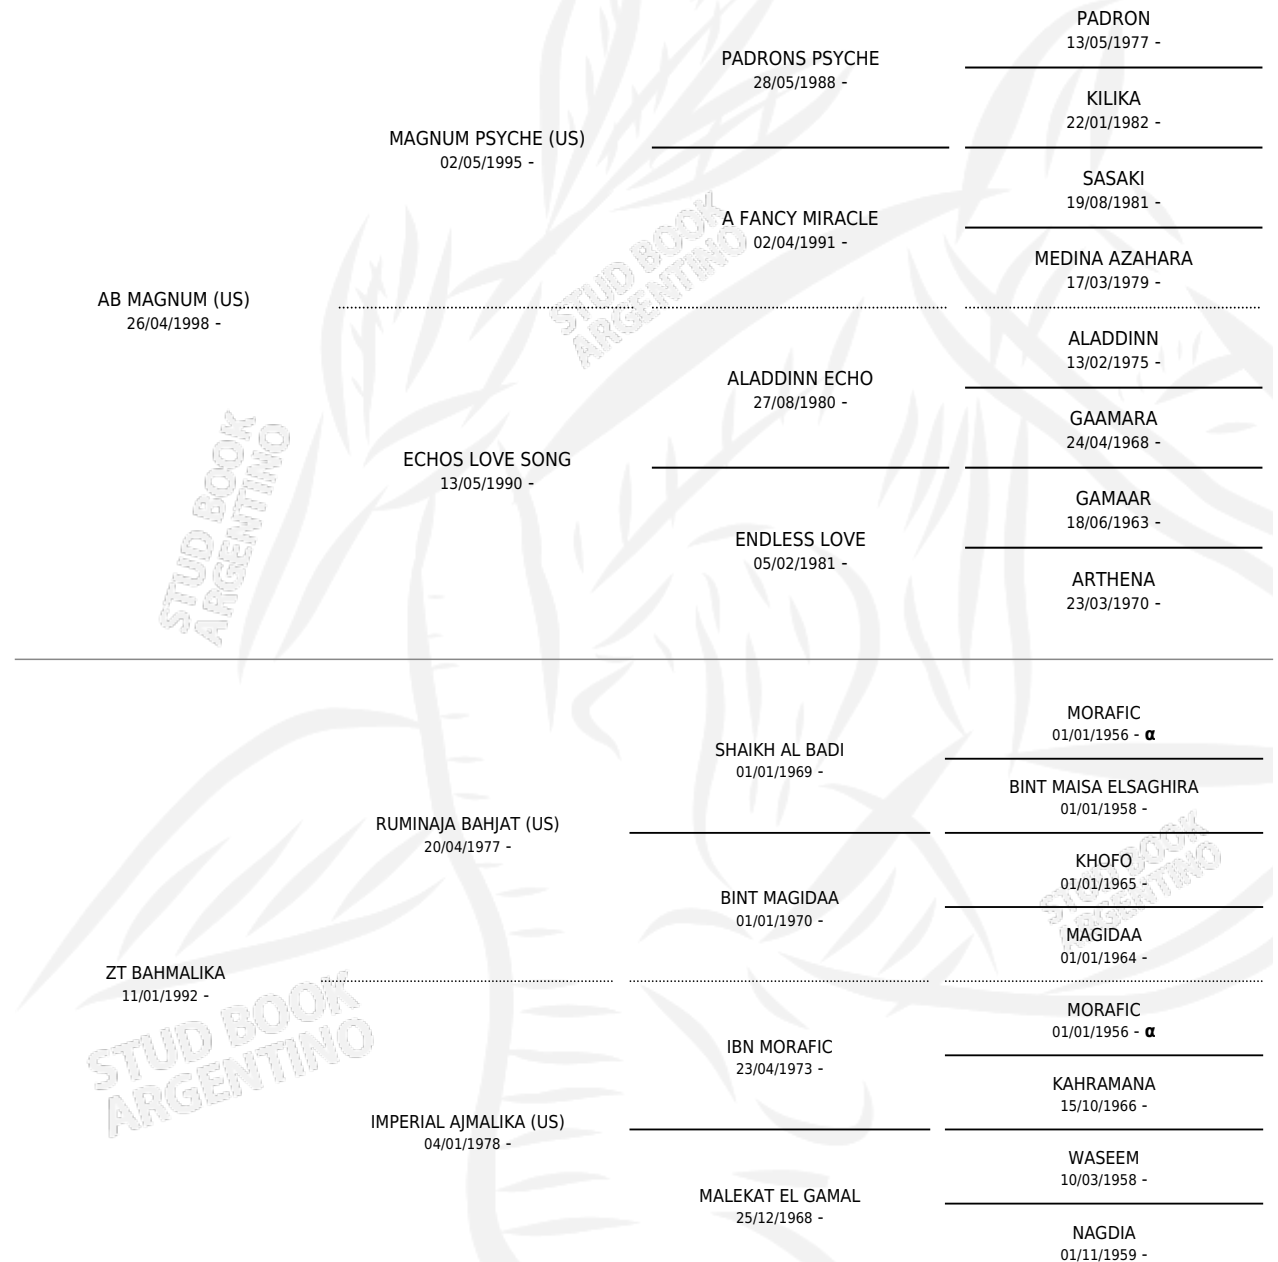 PADRON
13/05/1977 -
PADRONS PSYCHE
28/05/1988 -
KILIKA
22/01/1982 -
MAGNUM PSYCHE (US)
02/05/1995 -
SASAKI
19/08/1981 -
A FANCY MIRACLE
02/04/1991 -
MEDINA AZAHARA
17/03/1979 -
AB MAGNUM (US)
26/04/1998 -
ALADDINN
13/02/1975 -
ALADDINN ECHO
27/08/1980 -
GAAMARA
24/04/1968 -
ECHOS LOVE SONG
13/05/1990 -
GAMAAR
18/06/1963 -
ENDLESS LOVE
05/02/1981 -
ARTHENA
23/03/1970 -
MORAFIC
01/01/1956 - α
SHAIKH AL BADI
01/01/1969 -
BINT MAISA ELSAGHIRA
01/01/1958 -
RUMINAJA BAHJAT (US)
20/04/1977 -
KHOFO
01/01/1965 -
BINT MAGIDAA
01/01/1970 -
MAGIDAA
01/01/1964 -
ZT BAHMALIKA
11/01/1992 -
MORAFIC
01/01/1956 - α
IBN MORAFIC
23/04/1973 -
KAHRAMANA
15/10/1966 -
IMPERIAL AJMALIKA (US)
04/01/1978 -
WASEEM
10/03/1958 -
MALEKAT EL GAMAL
25/12/1968 -
NAGDIA
01/11/1959 -
STUD BOOK
ARGENTINO
STUD BOOK
ARGENTINO
STUD BOOK
ARGENTINO
STUD BOOK
ARGENTINO